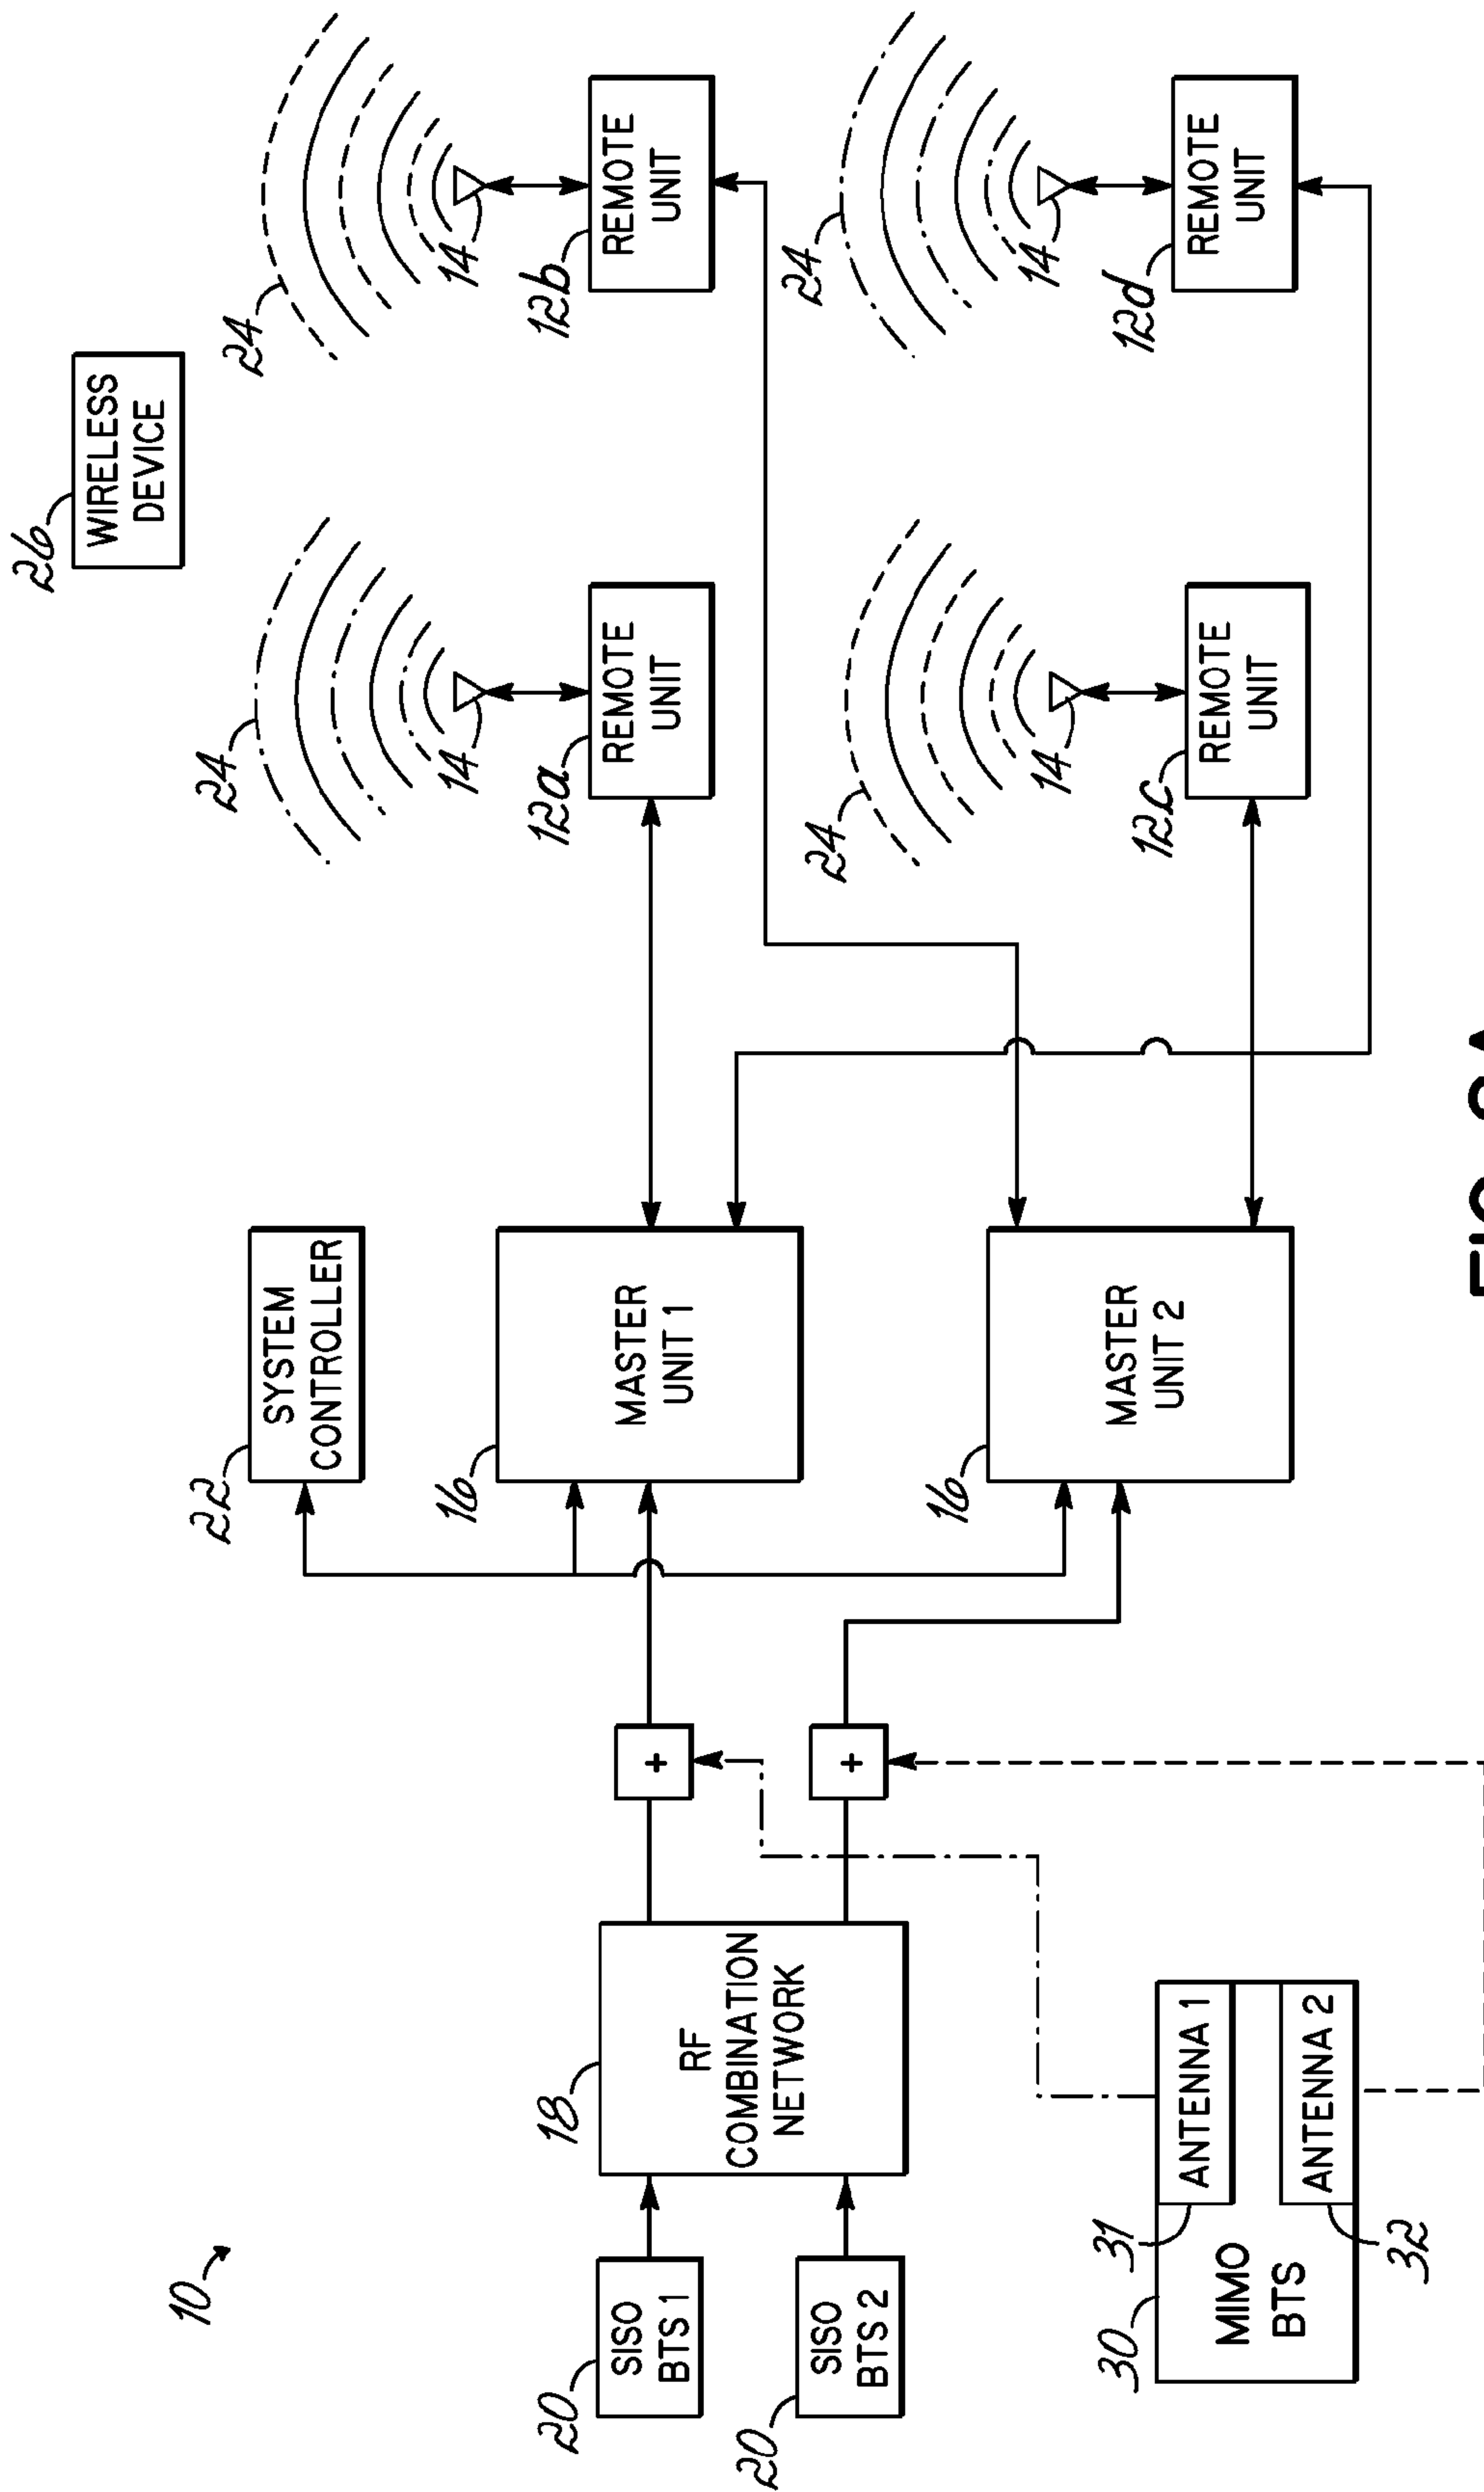 10
26
WIRELESS
DEVICE
24
24
22
SYSTEM
CONTROLLER
14
14
20
SISO
BTS 1
18
RF
COMBINATION
NETWORK
+
16
MASTER
UNIT 1
12a
REMOTE
UNIT
12b
REMOTE
UNIT
20
SISO
BTS 2
+
24
24
14
14
16
MASTER
UNIT 2
12c
REMOTE
UNIT
12d
REMOTE
UNIT
30
MIMO
BTS
31
ANTENNA 1
32
ANTENNA 2